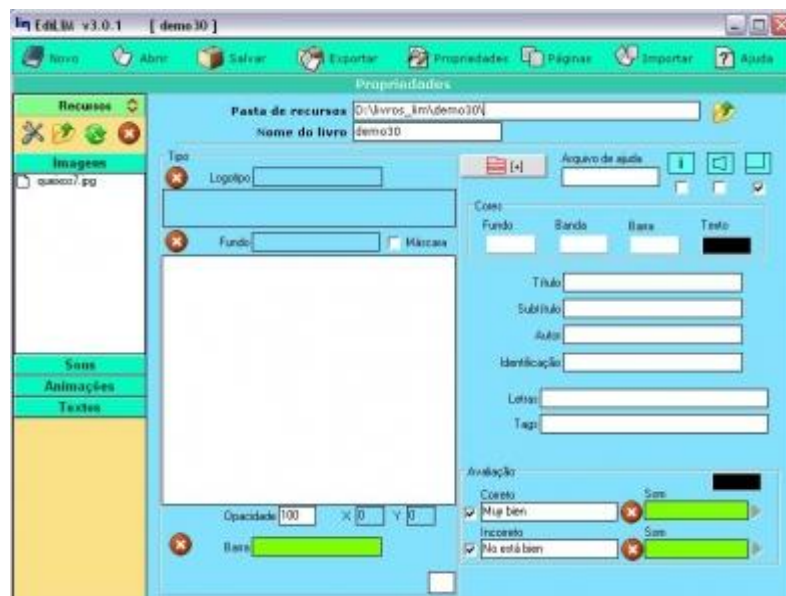 EdiLIM v3.0.1 [ demo30 ]
Novo Abrir Salvar Exportar Propriedades Páginas Importar Ajuda
Propriedades
Recursos
Pasta de recursos D:\livros_lim\demo30\
Nome do livro demo30
Imagens
Tipo
[+]
Arquivo de ajuda
i
Logotipo
Fundo
Máscara
Cores
Fundo Banda Barra Texto
Título
Subtítulo
Autor
Identificação
Letras
Tags
Sons
Animações
Textos
Avaliação
Correto Som
Muy bien
Incorreto Som
No está bien
Opacidade 100 X 0 Y 0
Barra